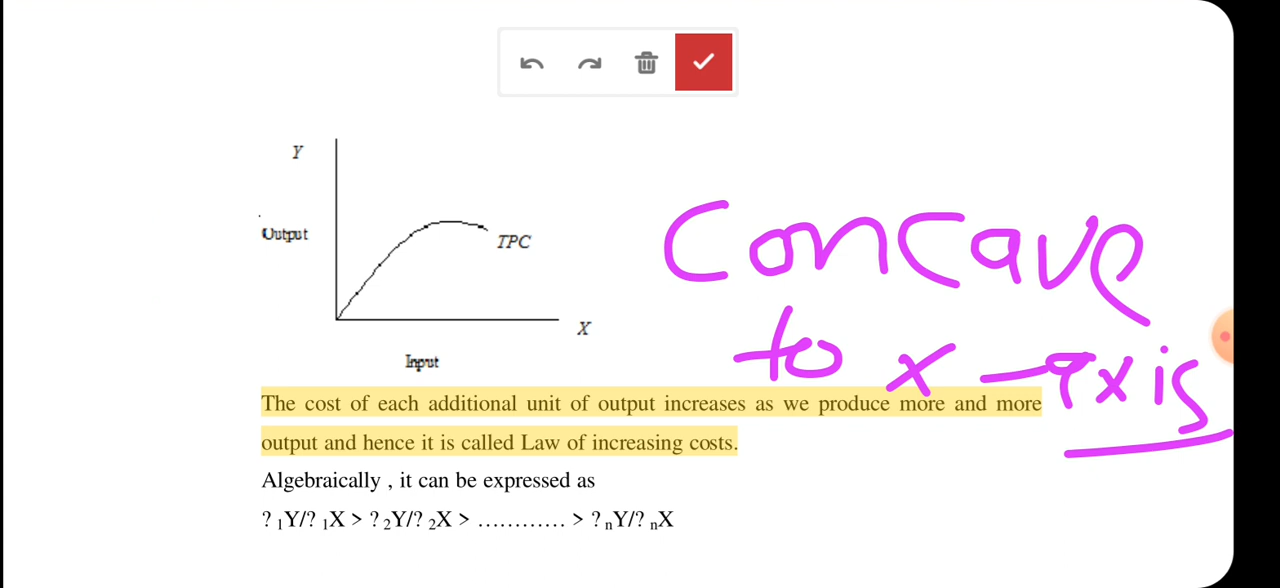 Y
Output
TPC
X
Input
Concave
to x-axis
The cost of each additional unit of output increases as we produce more and more
output and hence it is called Law of increasing costs.
Algebraically , it can be expressed as
? 1Y/? 1X > ? 2Y/? 2X > ………… > ? nY/? nX